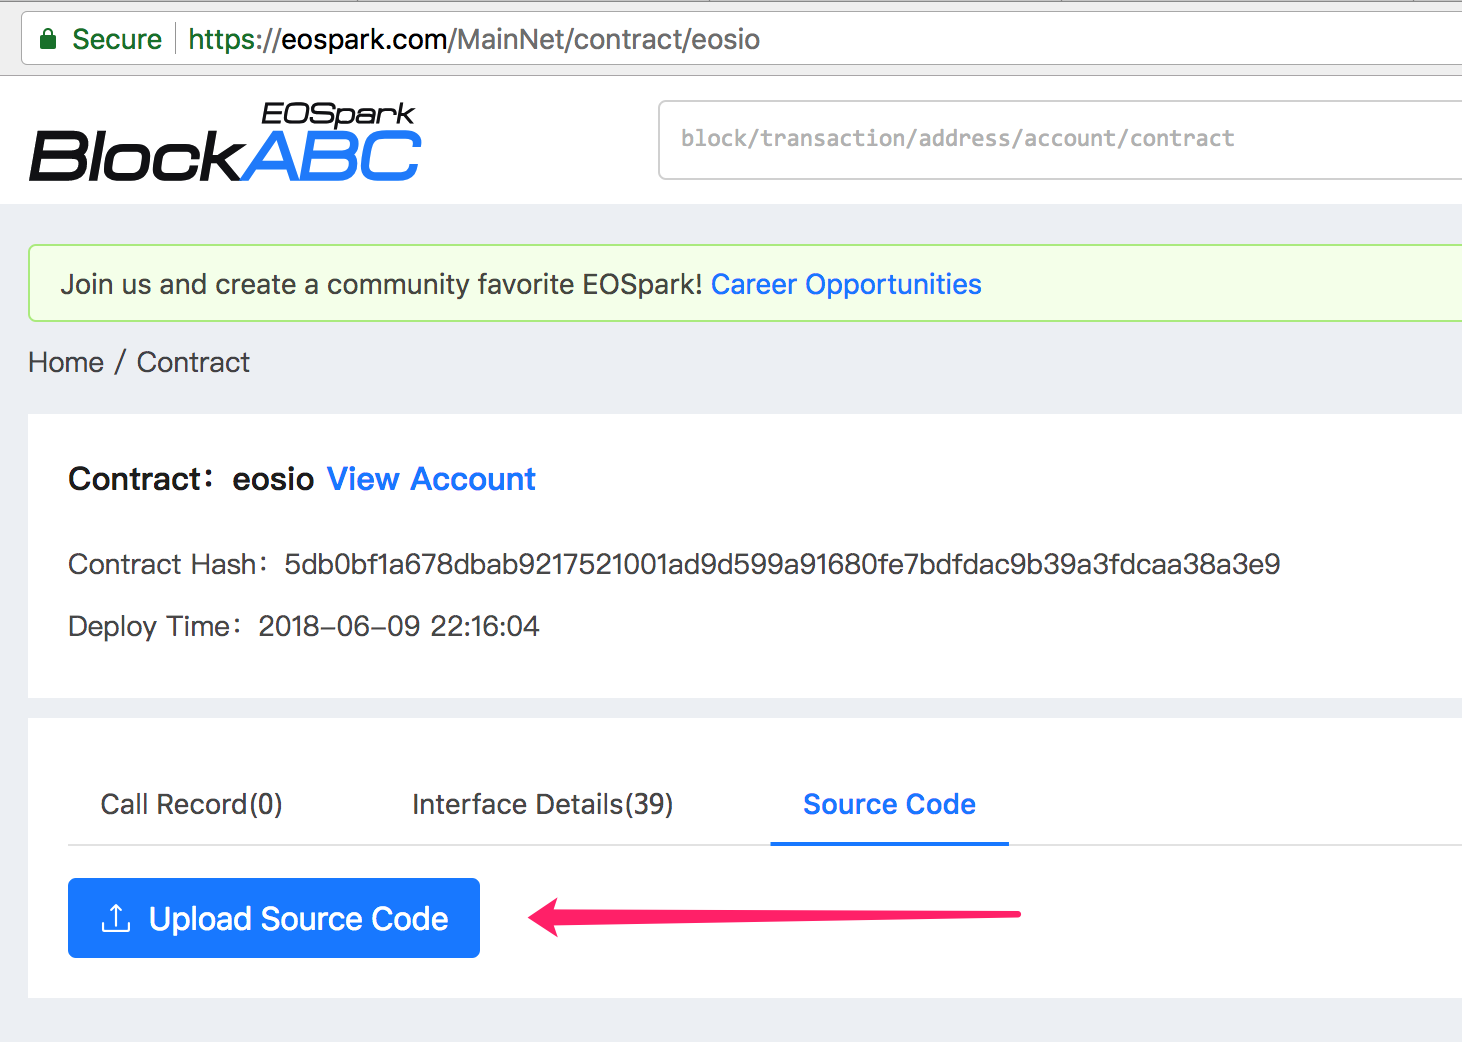 Secure https://eospark.com/MainNet/contract/eosio
EOSpark
BlockABC
block/transaction/address/account/contract
Join us and create a community favorite EOSpark! Career Opportunities
Home / Contract
Contract： eosio View Account
Contract Hash： 5db0bf1a678dbab9217521001ad9d599a91680fe7bdfdac9b39a3fdcaa38a3e9
Deploy Time： 2018-06-09 22:16:04
Call Record(0) Interface Details(39) Source Code
Upload Source Code